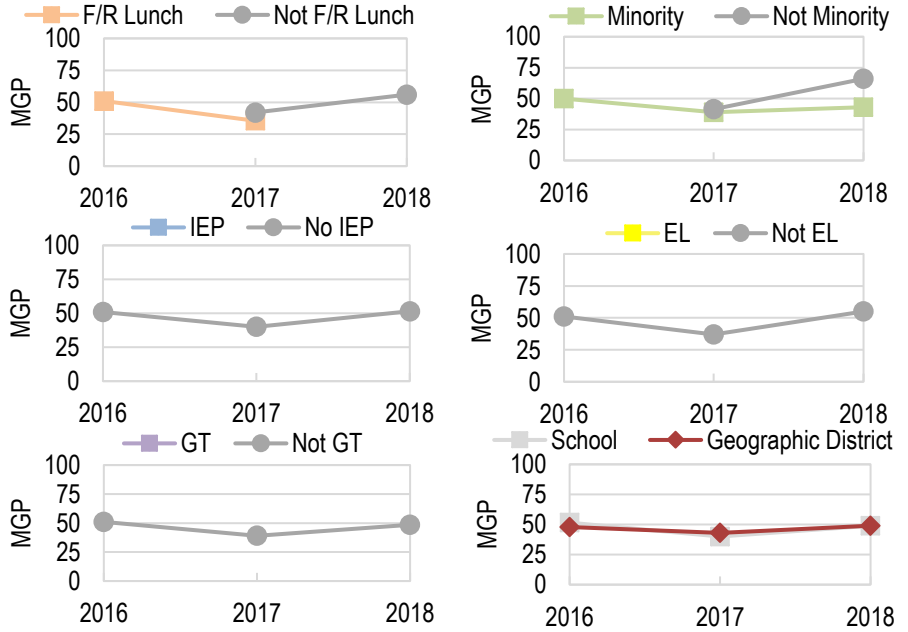 F/R Lunch Not F/R Lunch
100
75
50
25
0
MGP
2016 2017 2018
Minority Not Minority
100
75
50
25
0
MGP
2016 2017 2018
IEP No IEP
100
75
50
25
0
MGP
2016 2017 2018
EL Not EL
100
75
50
25
0
MGP
2016 2017 2018
GT Not GT
100
75
50
25
0
MGP
2016 2017 2018
School Geographic District
100
75
50
25
0
MGP
2016 2017 2018